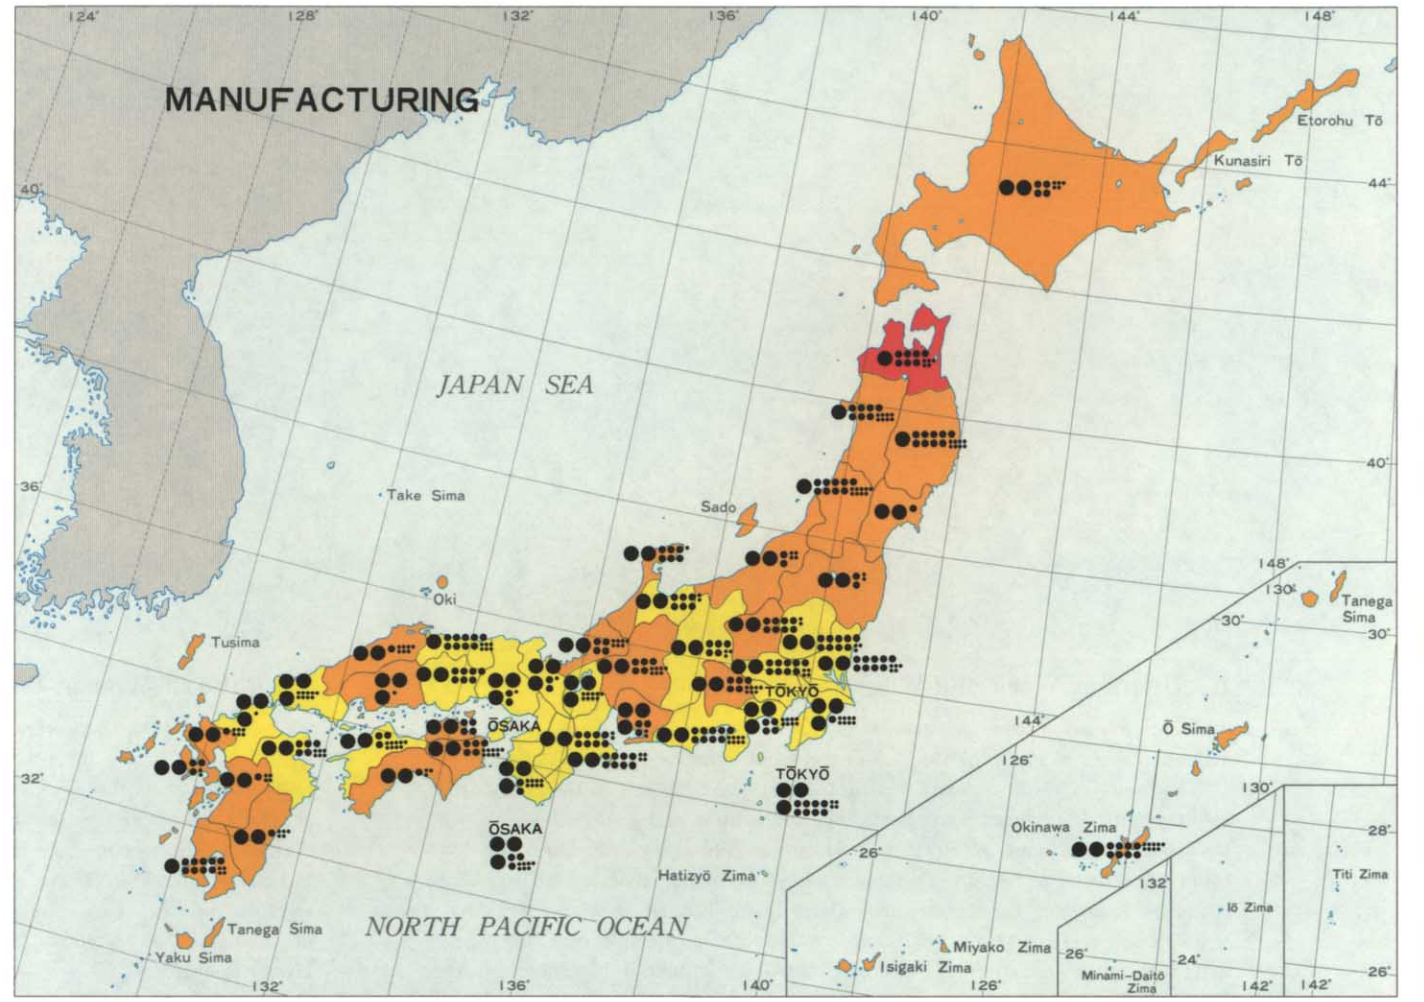 124°
128°
132°
136°
140°
144°
148°
MANUFACTURING
Etorohu Tō
Kunasiri Tō
40°
44°
JAPAN SEA
40°
36°
Take Sima
Sado
148°
130°
Oki
Tanega
Sima
30°
30°
Tusima
TŌKYŌ
144°
ŌSAKA
Ō Sima
126°
32°
TŌKYŌ
130°
ŌSAKA
Okinawa Zima
28°
26°
Hatizyō Zima
132°
Titi Zima
Iō Zima
NORTH PACIFIC OCEAN
Tanega Sima
Yaku Sima
Miyako Zima
Isigaki Zima
26°
24°
26°
Minami-Daitō
Zima
132°
136°
140°
126°
142°
142°